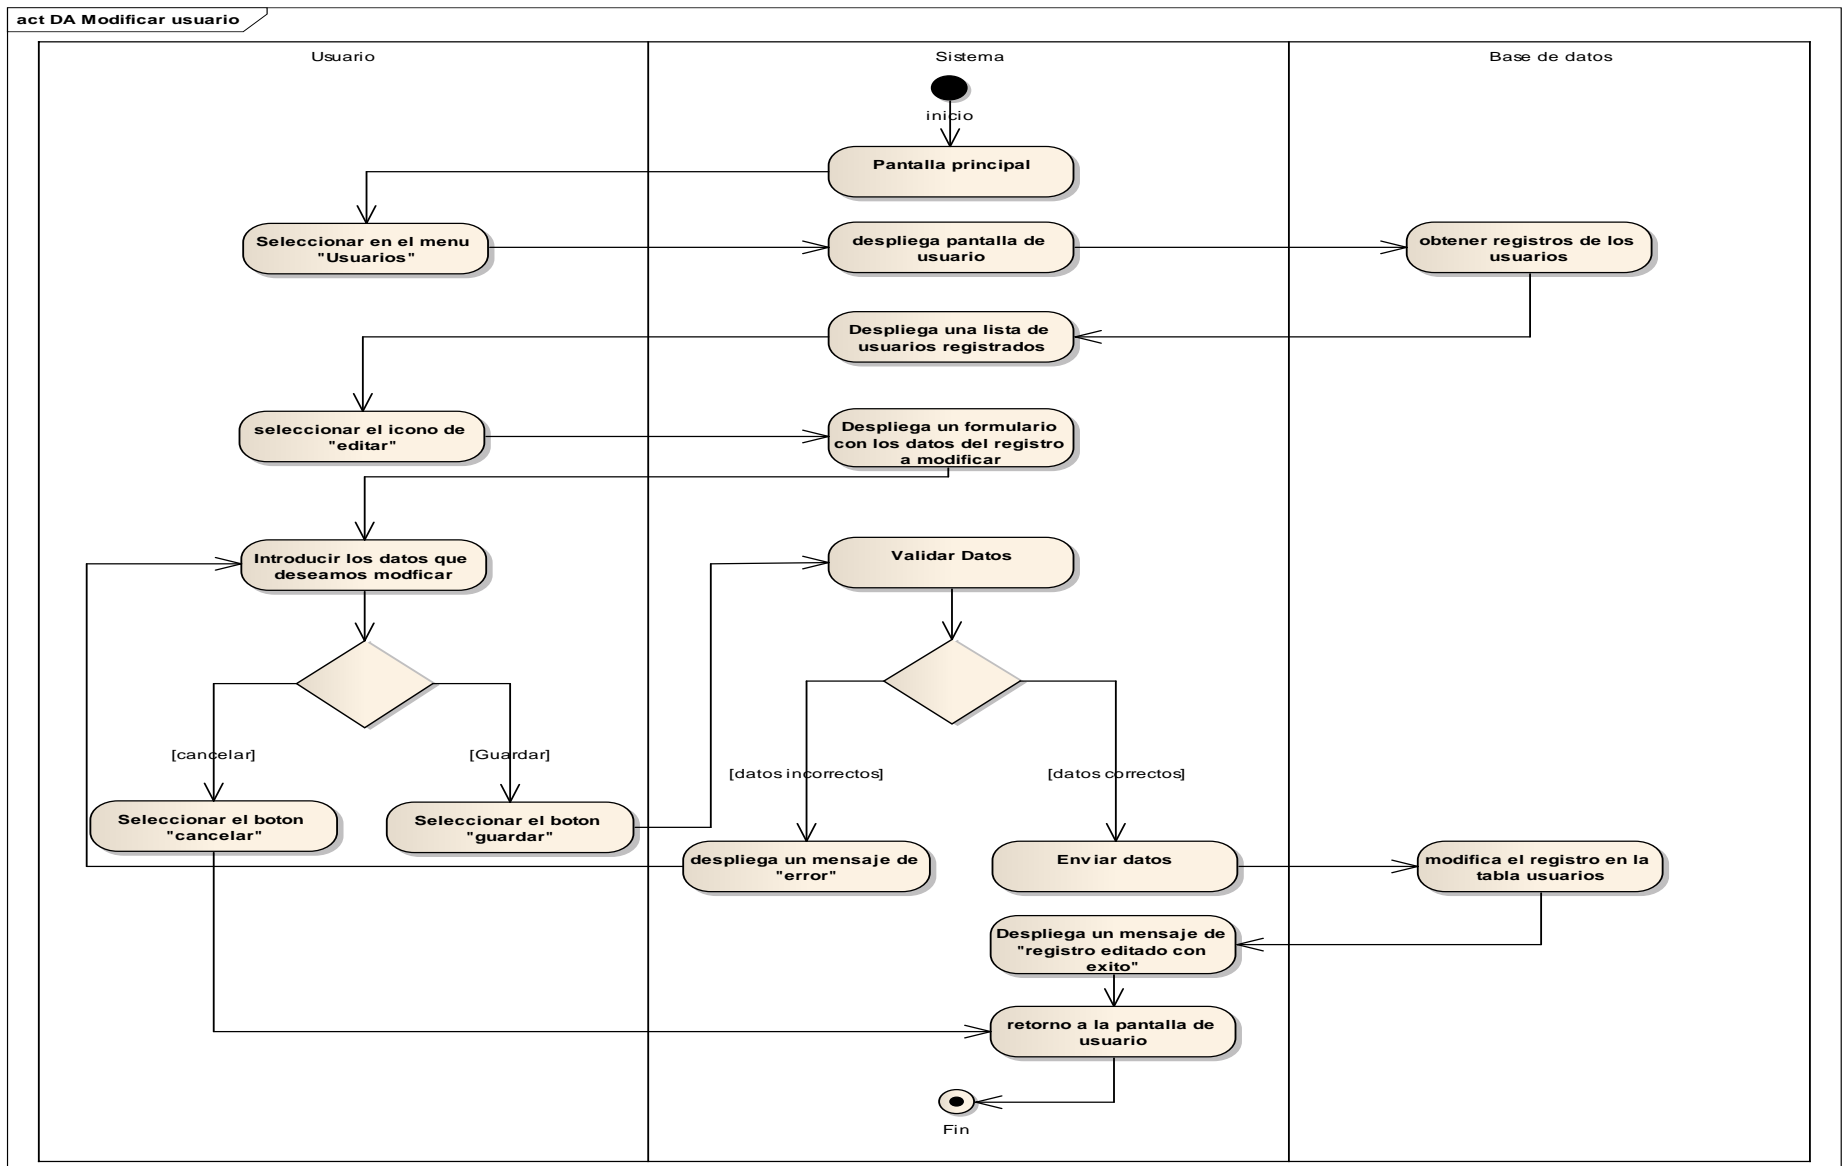 act DA Modificar usuario
Usuario
Sistema
Base de datos
inicio
Pantalla principal
Seleccionar en el menu
"Usuarios"
despliega pantalla de
usuario
obtener registros de los
usuarios
Despliega una lista de
usuarios registrados
seleccionar el icono de
"editar"
Despliega un formulario
con los datos del registro
a modificar
Introducir los datos que
deseamos modficar
Validar Datos
[cancelar]
[Guardar]
[datos incorrectos]
[datos correctos]
Seleccionar el boton
"cancelar"
Seleccionar el boton
"guardar"
despliega un mensaje de
"error"
Enviar datos
modifica el registro en la
tabla usuarios
Despliega un mensaje de
"registro editado con
exito"
retorno a la pantalla de
usuario
Fin